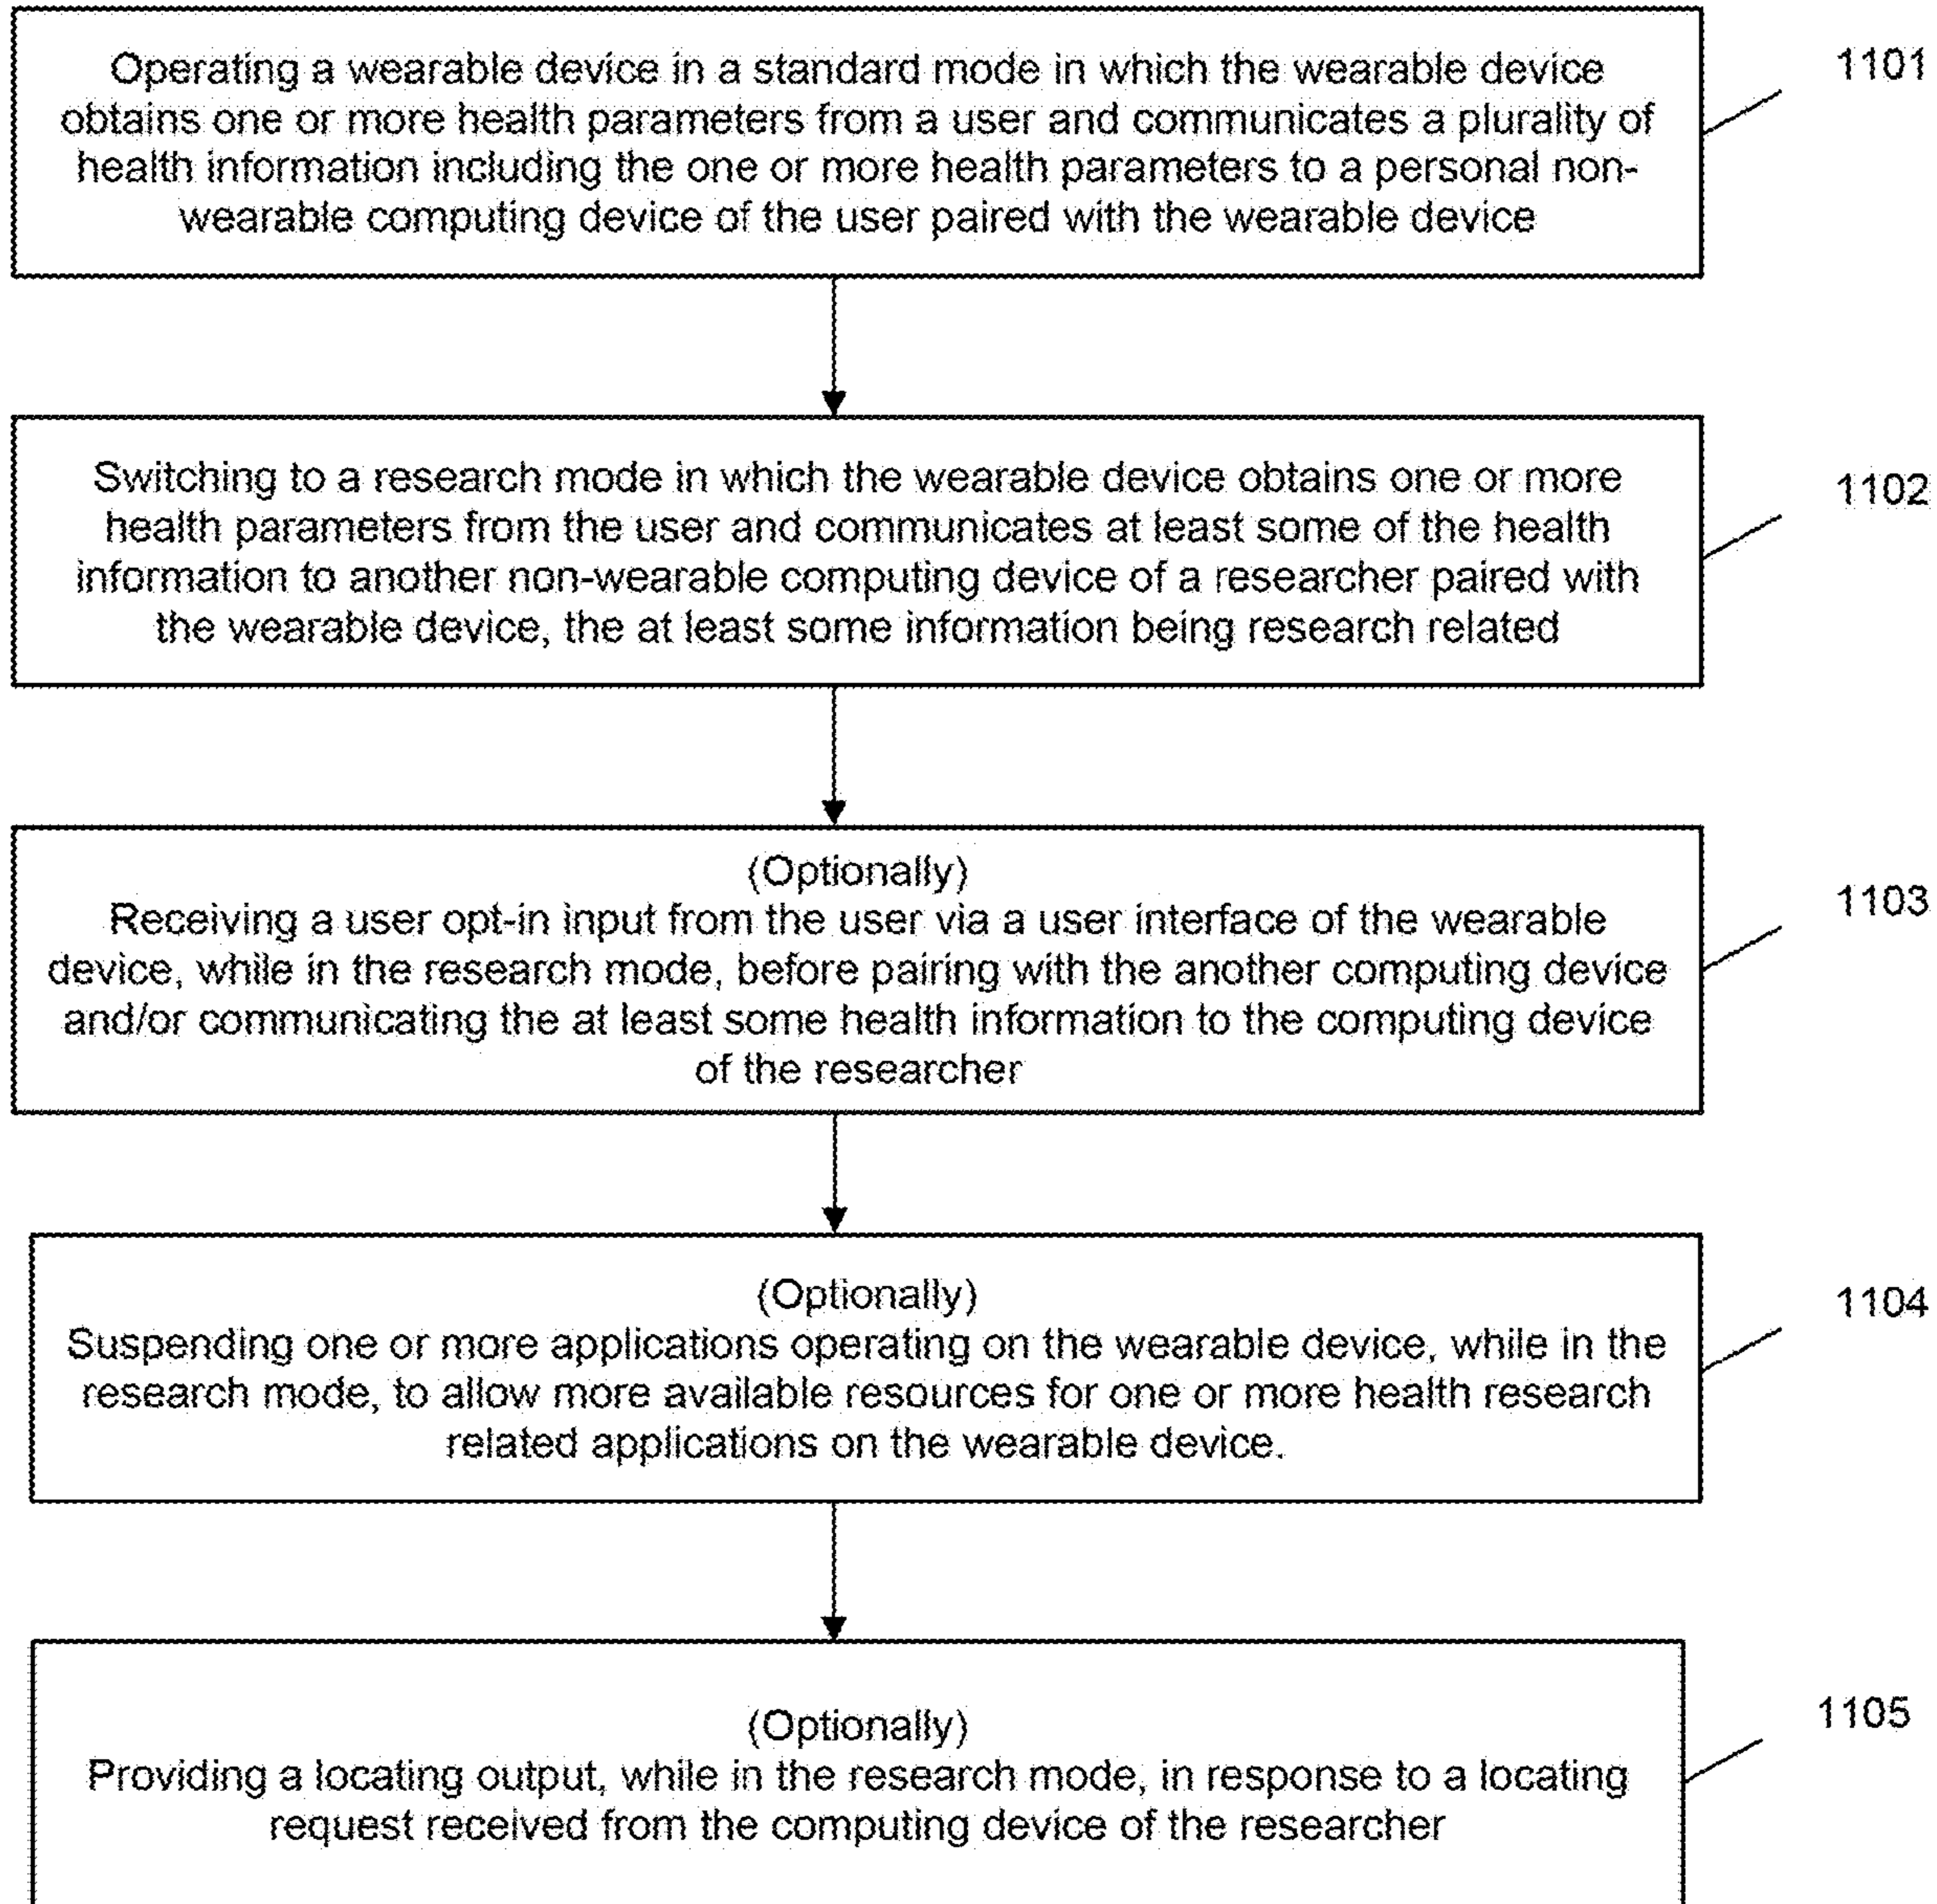 Operating a wearable device in a standard mode in which the wearable device
obtains one or more health parameters from a user and communicates a plurality of
health information including the one or more health parameters to a personal non-
wearable computing device of the user paired with the wearable device
1101
Switching to a research mode in which the wearable device obtains one or more
health parameters from the user and communicates at least some of the health
information to another non-wearable computing device of a researcher paired with
the wearable device, the at least some information being research related
1102
(Optionally)
Receiving a user opt-in input from the user via a user interface of the wearable
device, while in the research mode, before pairing with the another computing device
and/or communicating the at least some health information to the computing device
of the researcher
1103
(Optionally)
Suspending one or more applications operating on the wearable device, while in the
research mode, to allow more available resources for one or more health research
related applications on the wearable device.
1104
(Optionally)
Providing a locating output, while in the research mode, in response to a locating
request received from the computing device of the researcher
1105